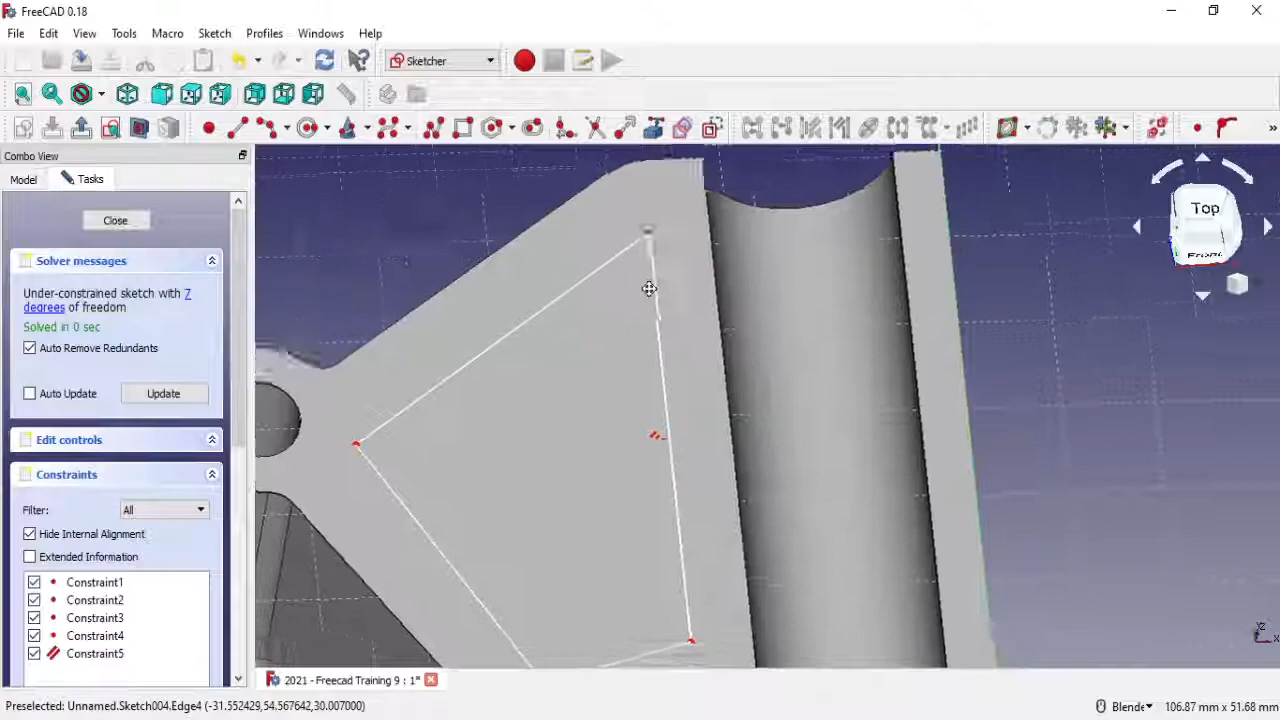 FreeCAD 0.18
File Edit View Tools Macro Sketch Profiles Windows Help
Sketcher
Combo View
Model Tasks
Close
Solver messages
Under-constrained sketch with 7
degrees of freedom
Solved in 0 sec
Auto Remove Redundants
Auto Update Update
Edit controls
Constraints
Filter: All
Hide Internal Alignment
Extended Information
Constraint1
Constraint2
Constraint3
Constraint4
Constraint5
Top
2021 - Freecad Training 9 : 1*
Preselected: Unnamed.Sketch004.Edge4 (-31.552429,54.567642,30.007000) Blende 106.87 mm x 51.68 mm